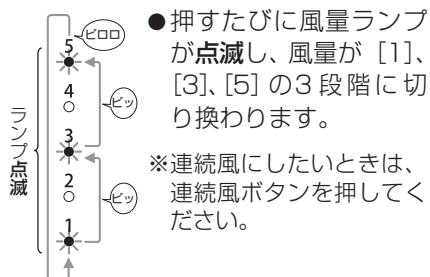 ピロロ
5
4
ピッ
3
2
ピッ
1
ランプ点滅
●押すたびに風量ランプ
が点滅し、風量が [1]、
[3]、[5] の3段階に切
り換わります。
※連続風にしたいときは、
連続風ボタンを押してく
ださい。